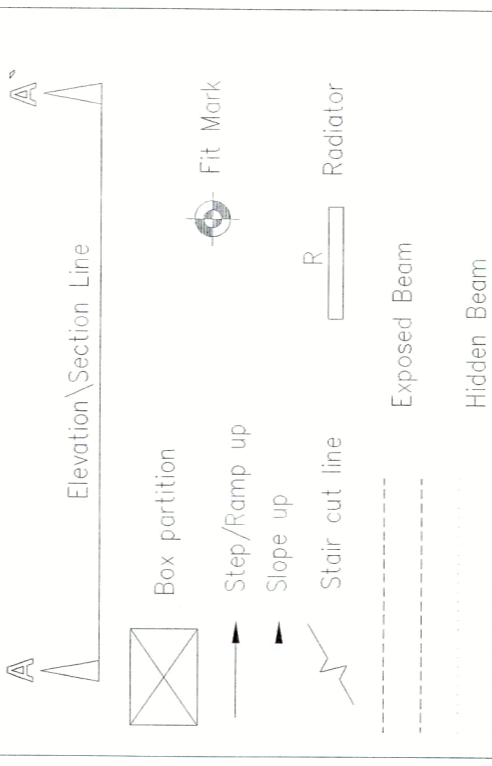 A A`
Elevation\Section Line
Box partition
Fit Mark
Step/Ramp up
Slope up
R
Stair cut line
Radiator
Exposed Beam
Hidden Beam